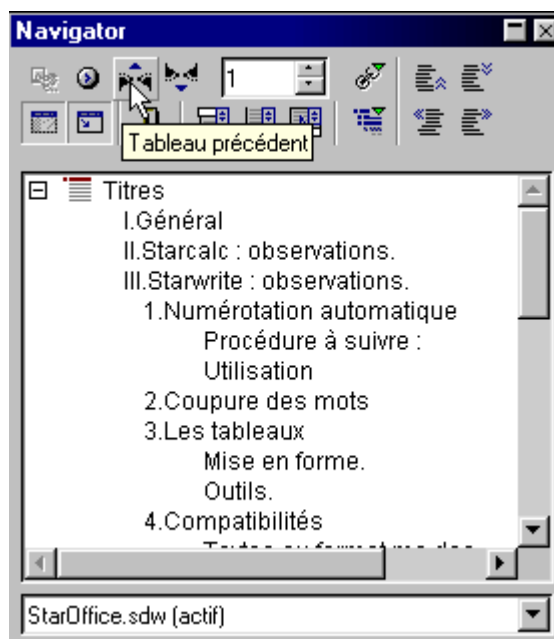 Navigator
1
Tableau précédent
Titres
I.Général
II.Starcalc : observations.
III.Starwrite : observations.
1.Numérotation automatique
Procédure à suivre :
Utilisation
2.Coupure des mots
3.Les tableaux
Mise en forme.
Outils.
4.Compatibilités
StarOffice.sdw (actif)